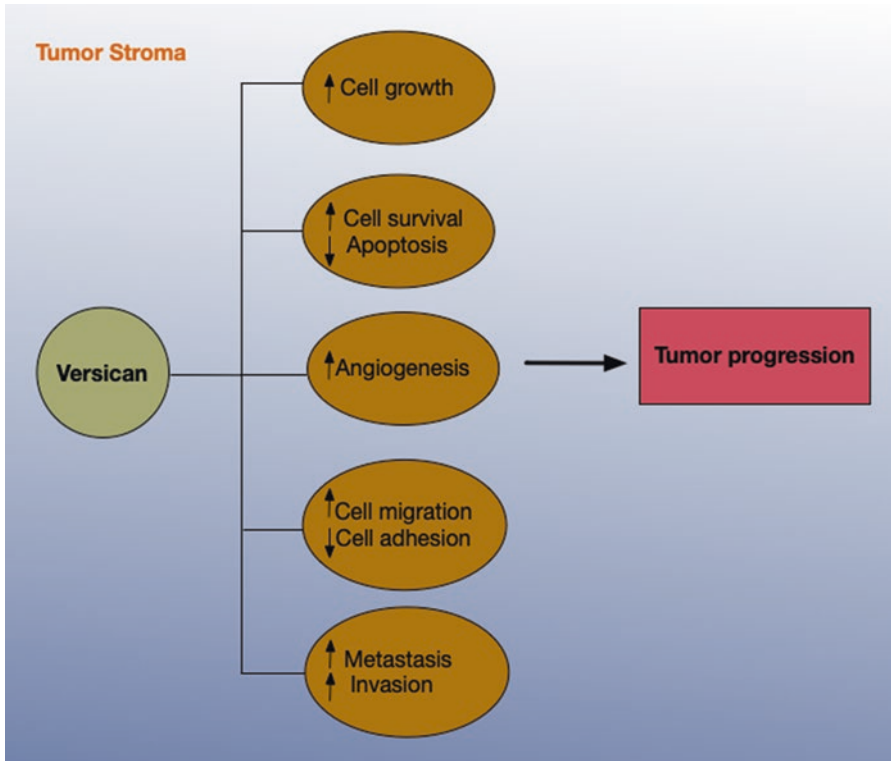 Tumor Stroma
↑ Cell growth
↑ Cell survival
↓ Apoptosis
Versican
↑ Angiogenesis
Tumor progression
↑ Cell migration
↓ Cell adhesion
↑ Metastasis
↑ Invasion